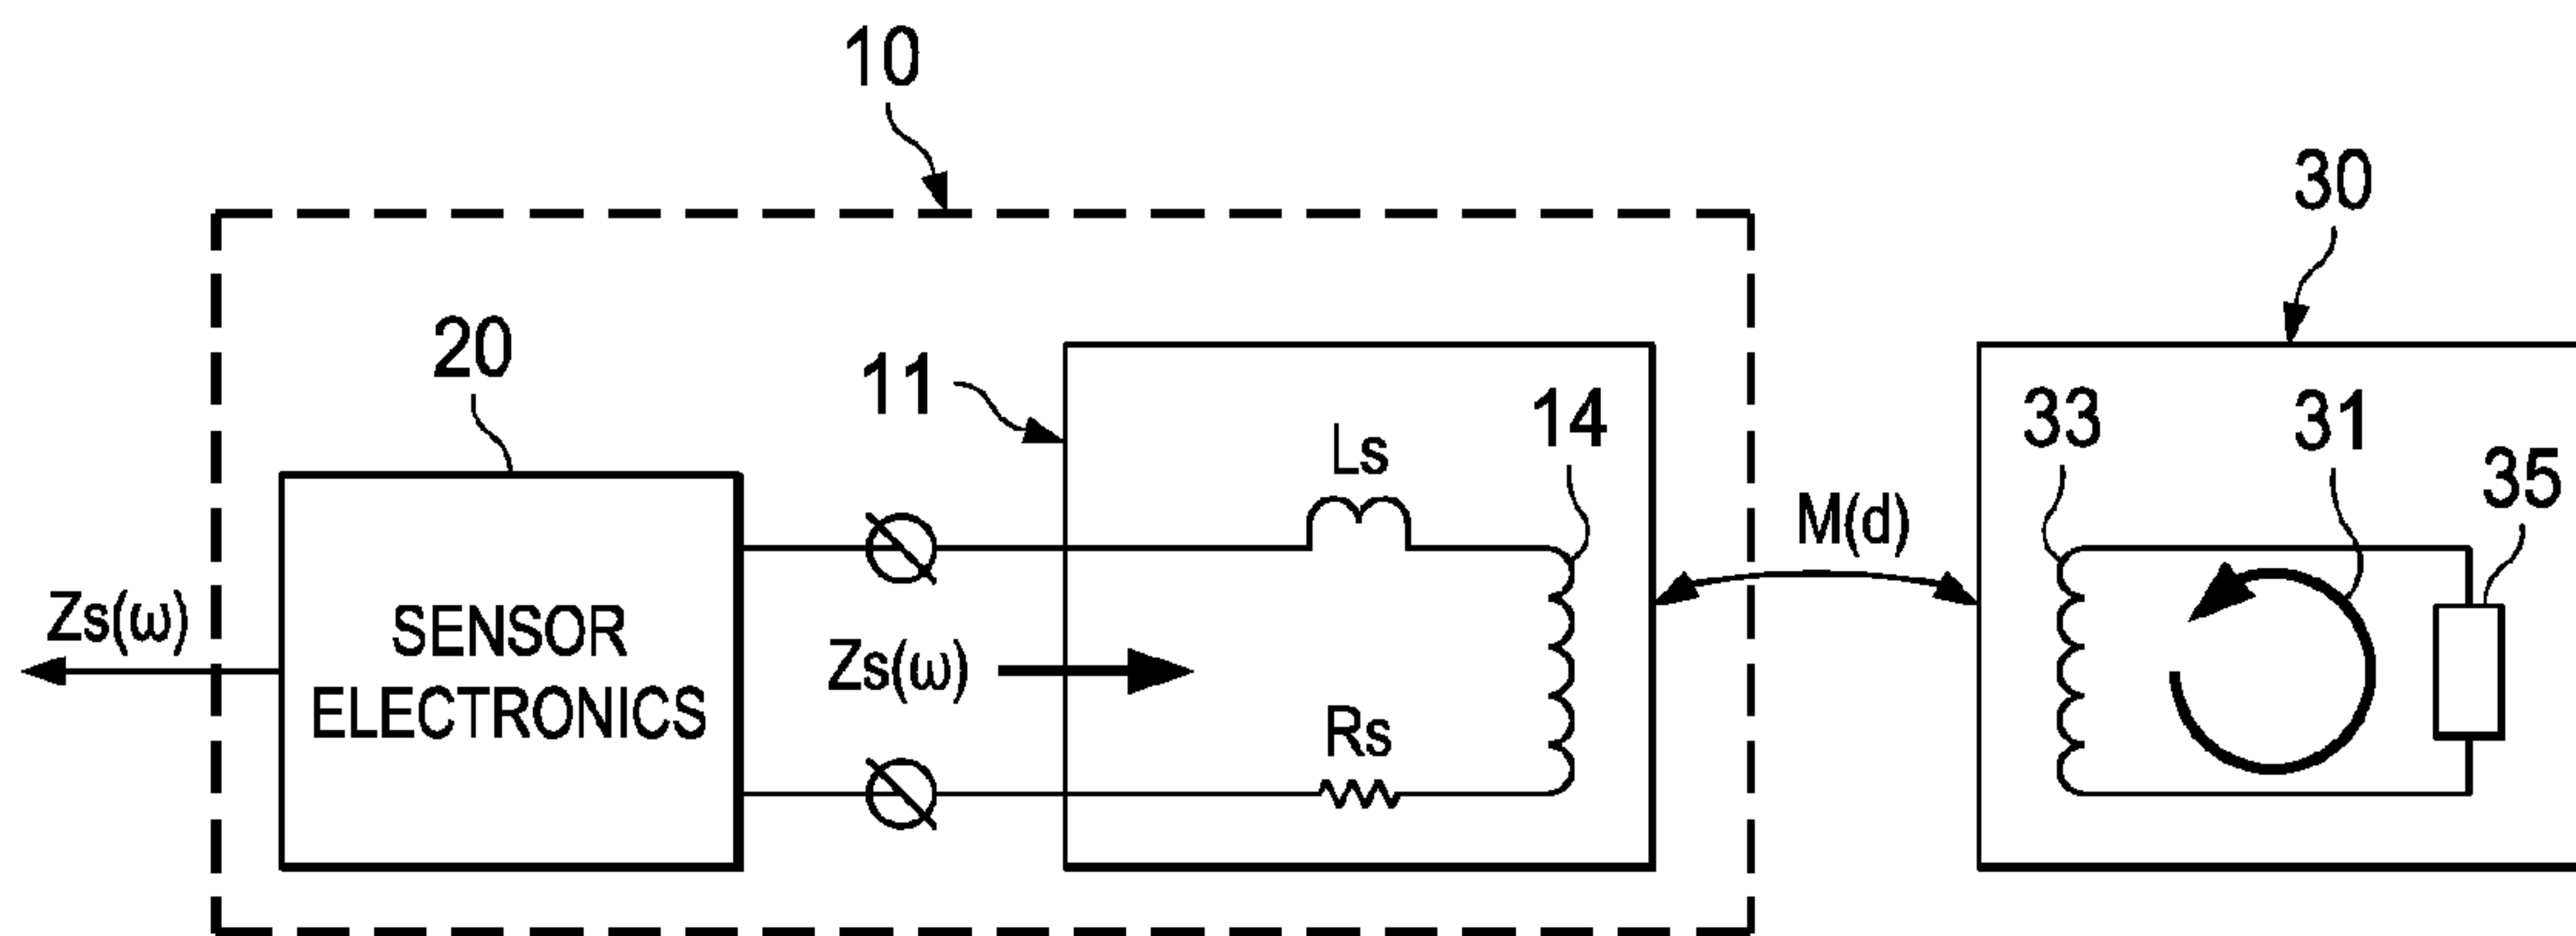 10
30
20
11
14
33
31
35
Ls
M(d)
Zs(ω)
SENSOR
ELECTRONICS
Zs(ω)
Rs